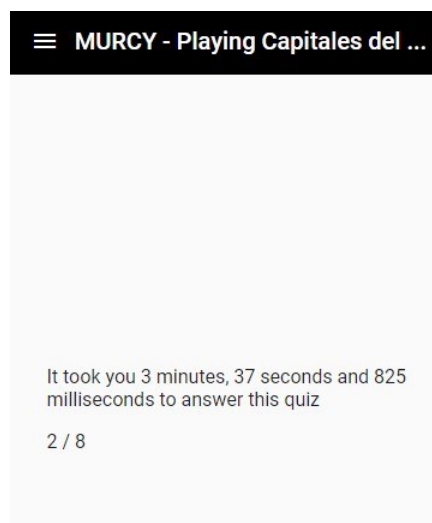 MURCY - Playing Capitales del ...
It took you 3 minutes, 37 seconds and 825
milliseconds to answer this quiz
2 / 8